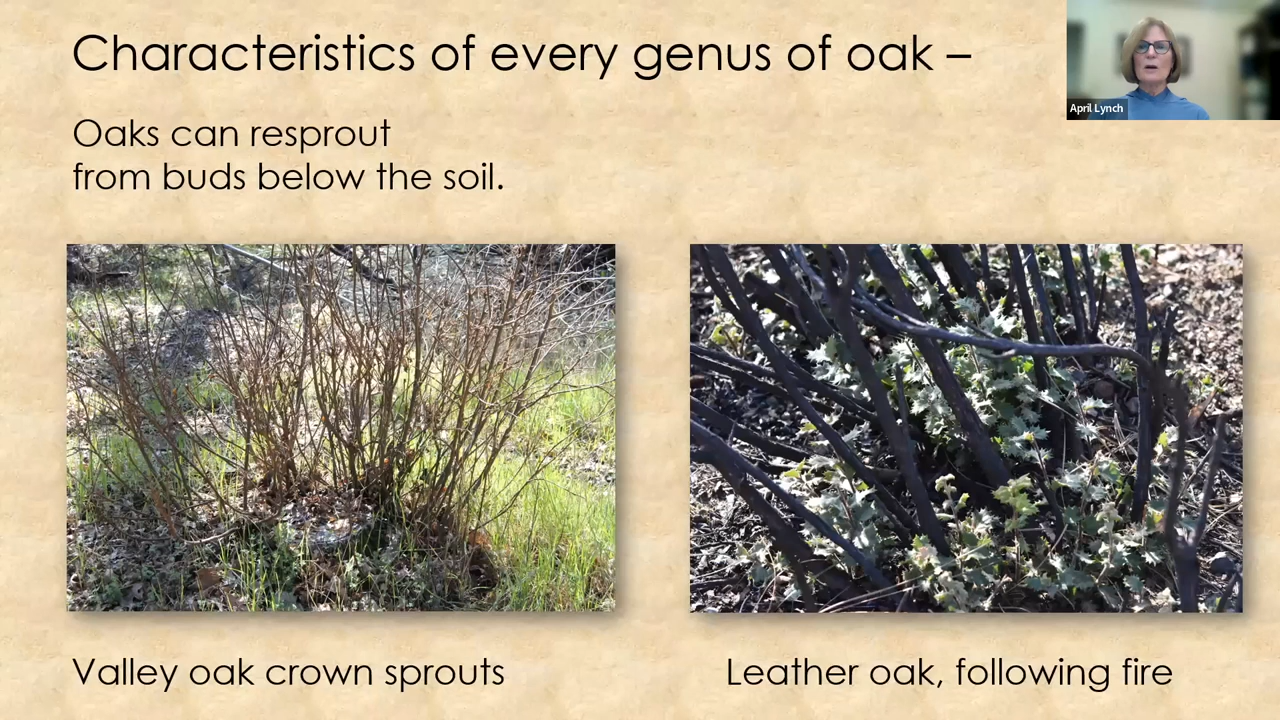 Characteristics of every genus of oak –
April Lynch
Oaks can resprout
from buds below the soil.
Valley oak crown sprouts
Leather oak, following fire